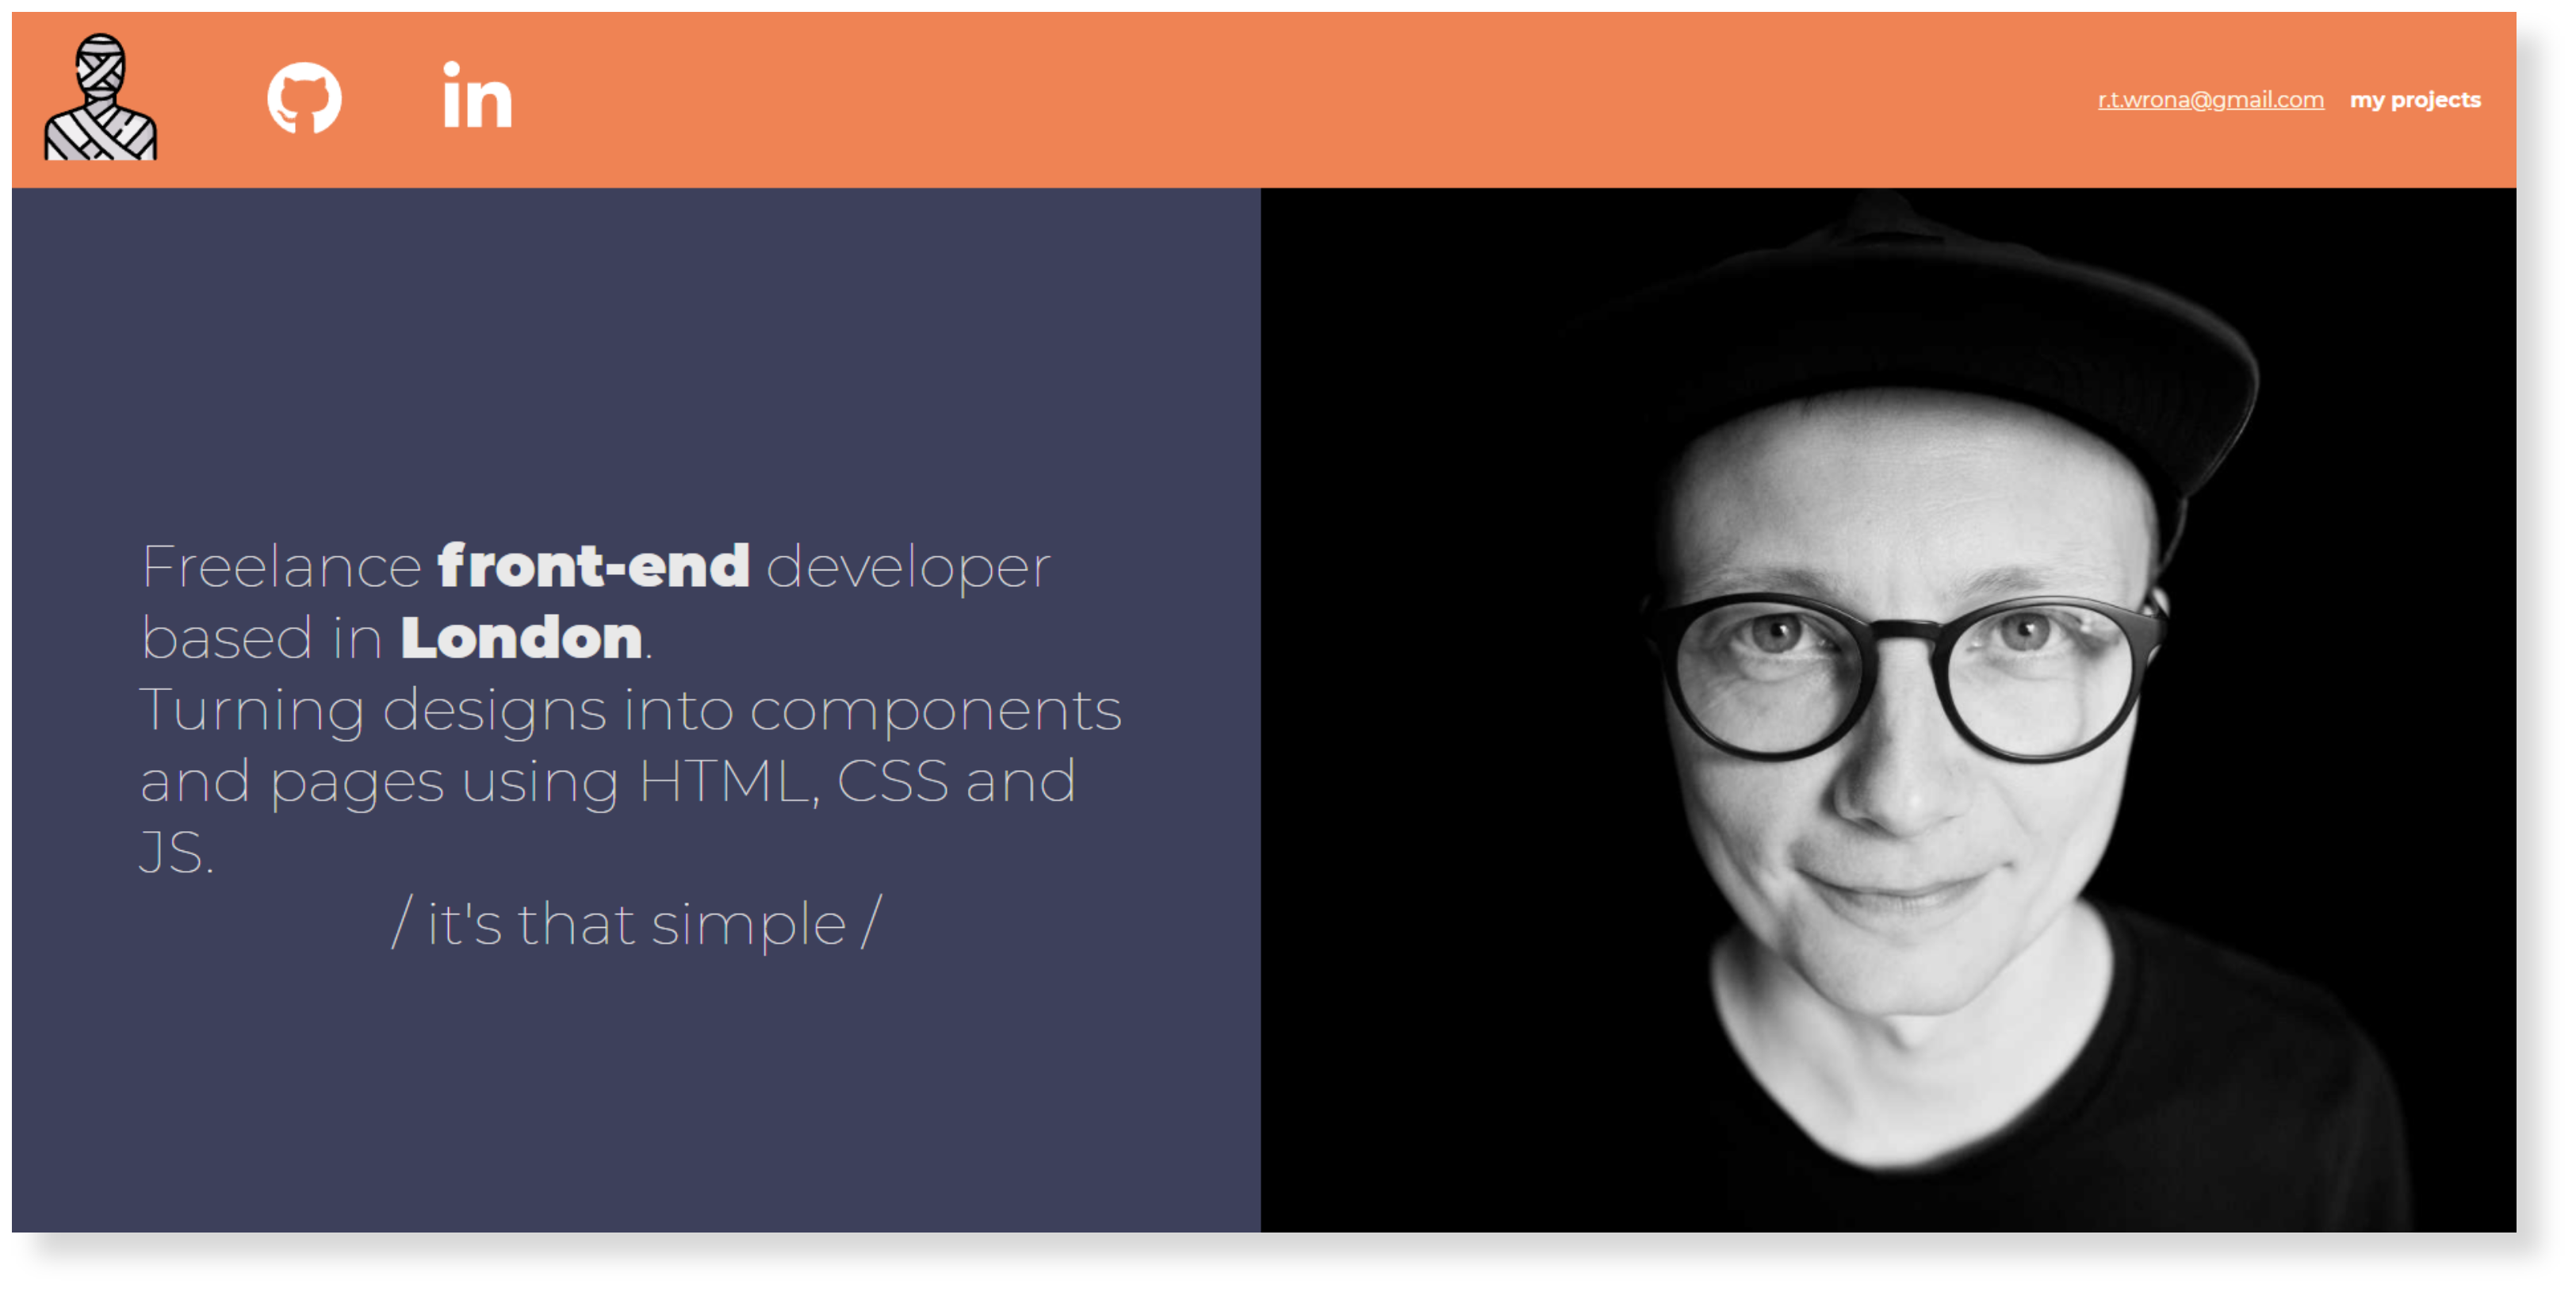 in
r.t.wrona@gmail.com my projects
Freelance front-end developer
based in London.
Turning designs into components
and pages using HTML, CSS and
JS.
/ it's that simple /